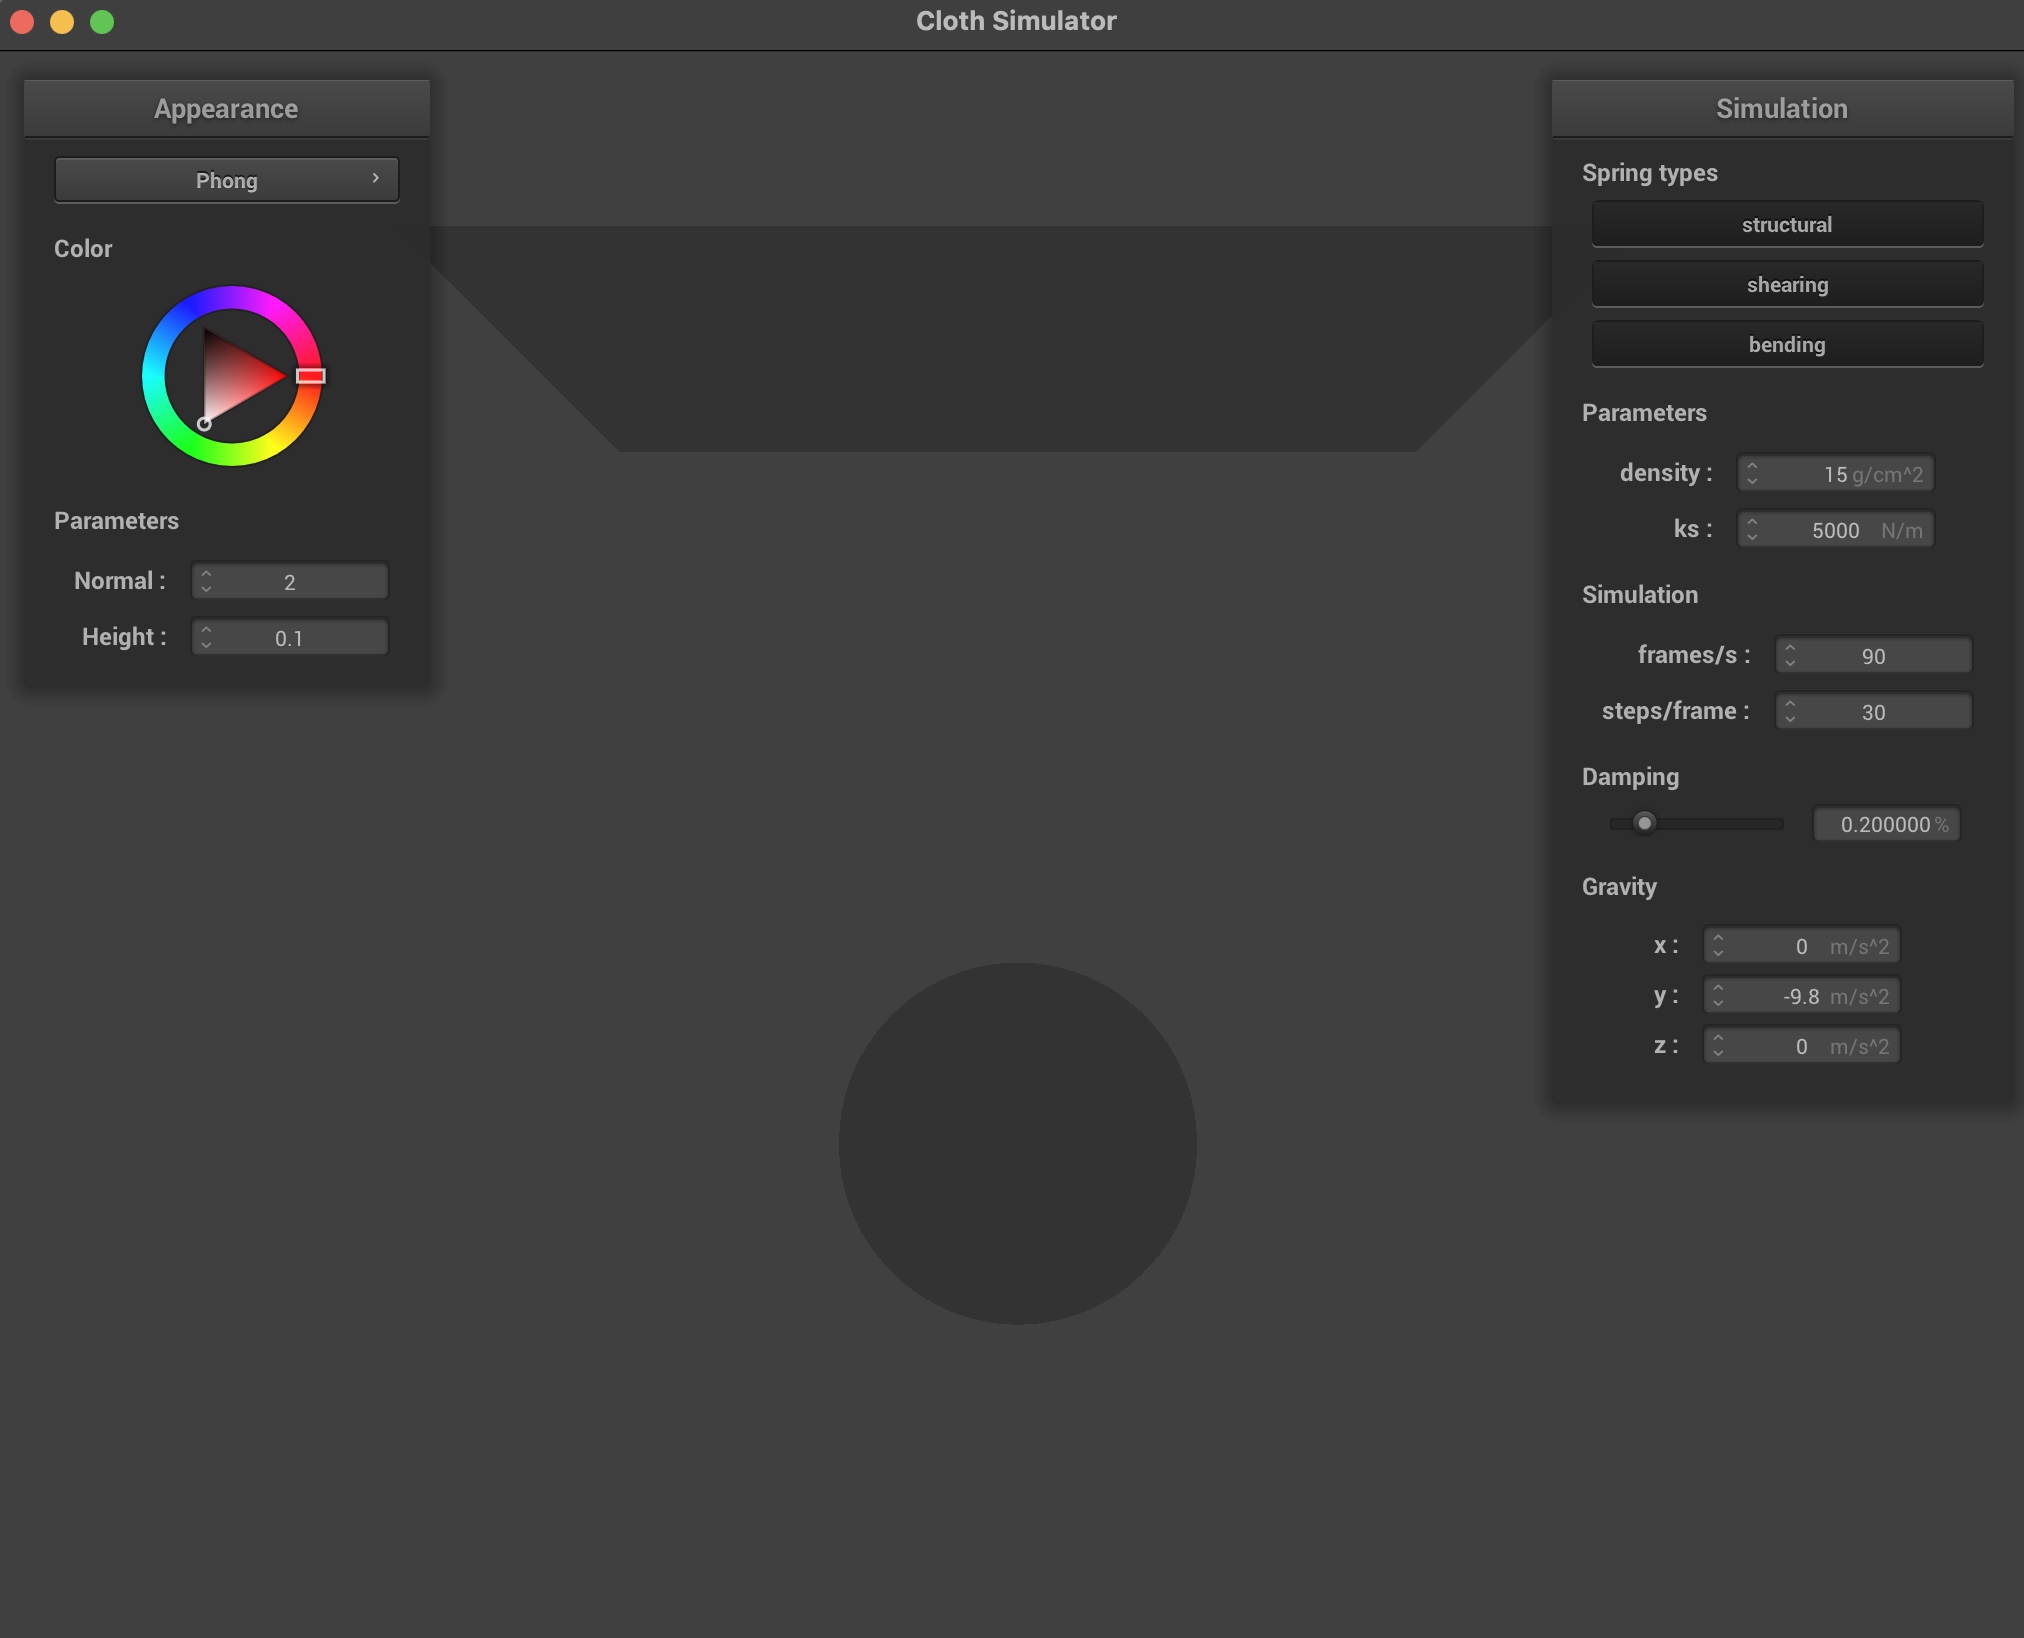 Cloth Simulator
Appearance
Phong
Color
Parameters
Normal : 2
Height : 0.1
Simulation
Spring types
structural
shearing
bending
Parameters
density : 15 g/cm^2
ks : 5000 N/m
Simulation
frames/s : 90
steps/frame : 30
Damping
0.200000 %
Gravity
x : 0 m/s^2
y : -9.8 m/s^2
z : 0 m/s^2